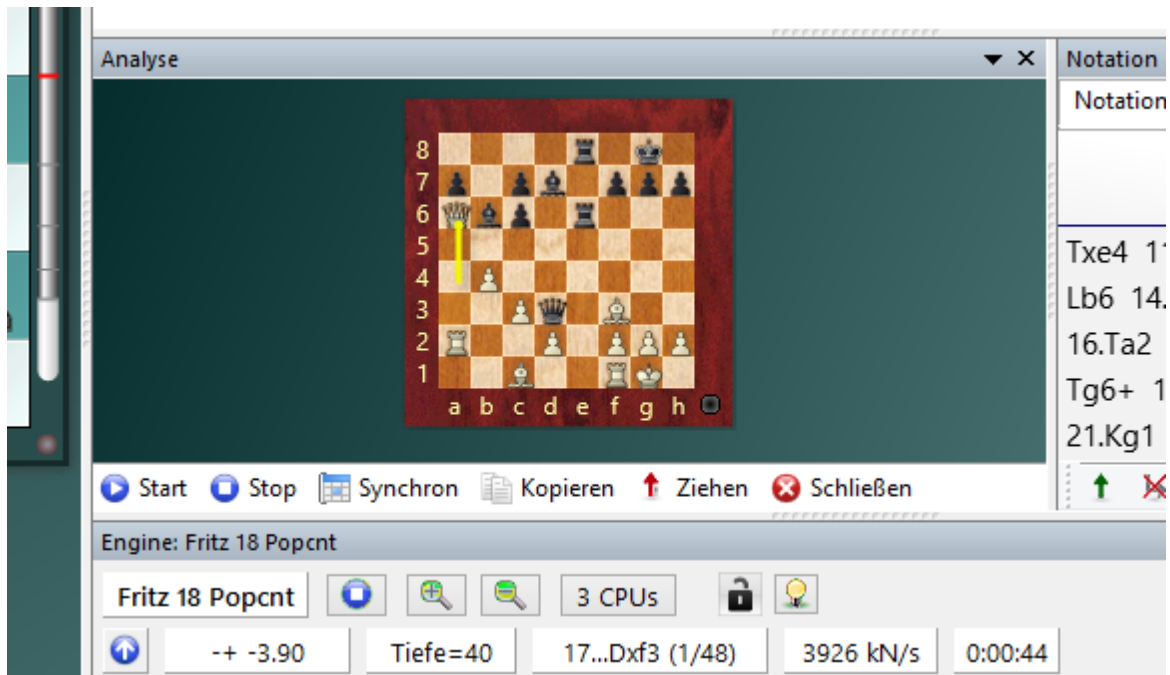 Analyse
Notation
Notation
8
7
6
5
4
3
2
1
a b c d e f g h
Txe4
Lb6 14.
16.Ta2
Tg6+ 1
21.Kg1
Start Stop Synchron Kopieren Ziehen Schließen
Engine: Fritz 18 Popcnt
Fritz 18 Popcnt 3 CPUs
-+ -3.90 Tiefe=40 17...Dxf3 (1/48) 3926 kN/s 0:00:44